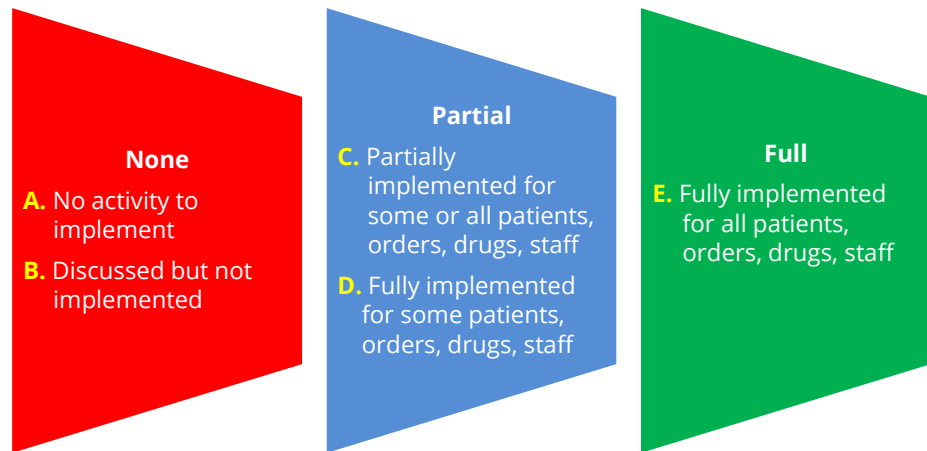 None
A. No activity to
implement
B. Discussed but not
implemented
Partial
C. Partially
implemented for
some or all patients,
orders, drugs, staff
D. Fully implemented
for some patients,
orders, drugs, staff
Full
E. Fully implemented
for all patients,
orders, drugs, staff